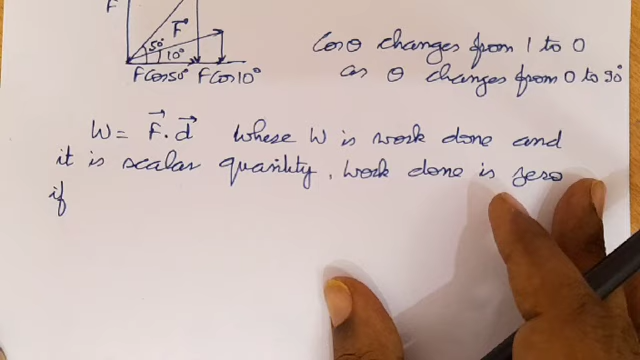 F
F
50°
10°
FCos50° FCos10°
Cosθ changes from 1 to 0
as θ changes from 0 to 90°
W = F . d where W is work done and
it is scalar quantity. Work done is zero
if